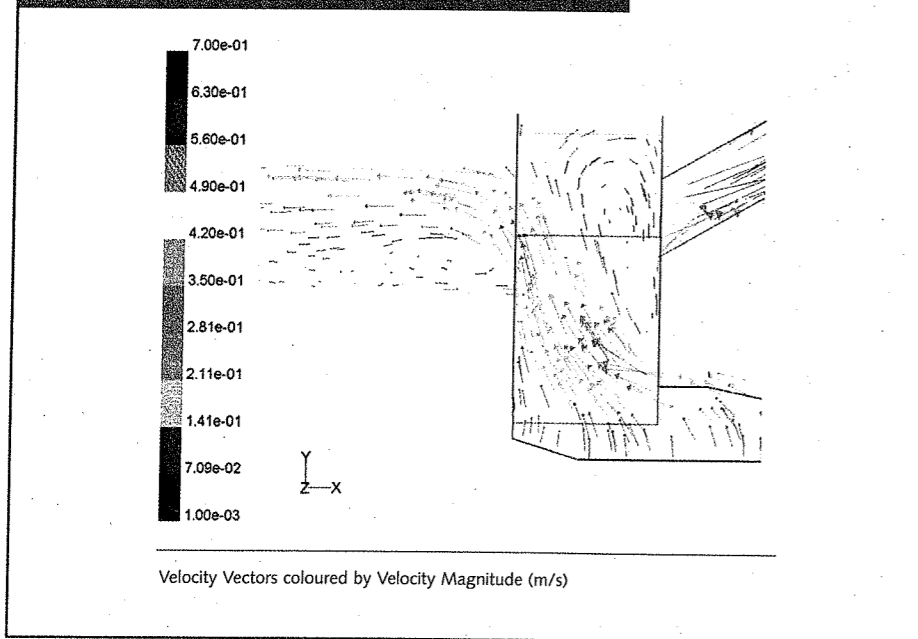 7.00e-01
6.30e-01
5.60e-01
4.90e-01
4.20e-01
3.50e-01
2.81e-01
2.11e-01
1.41e-01
7.09e-02
1.00e-03
Y
Z X
Velocity Vectors coloured by Velocity Magnitude (m/s)